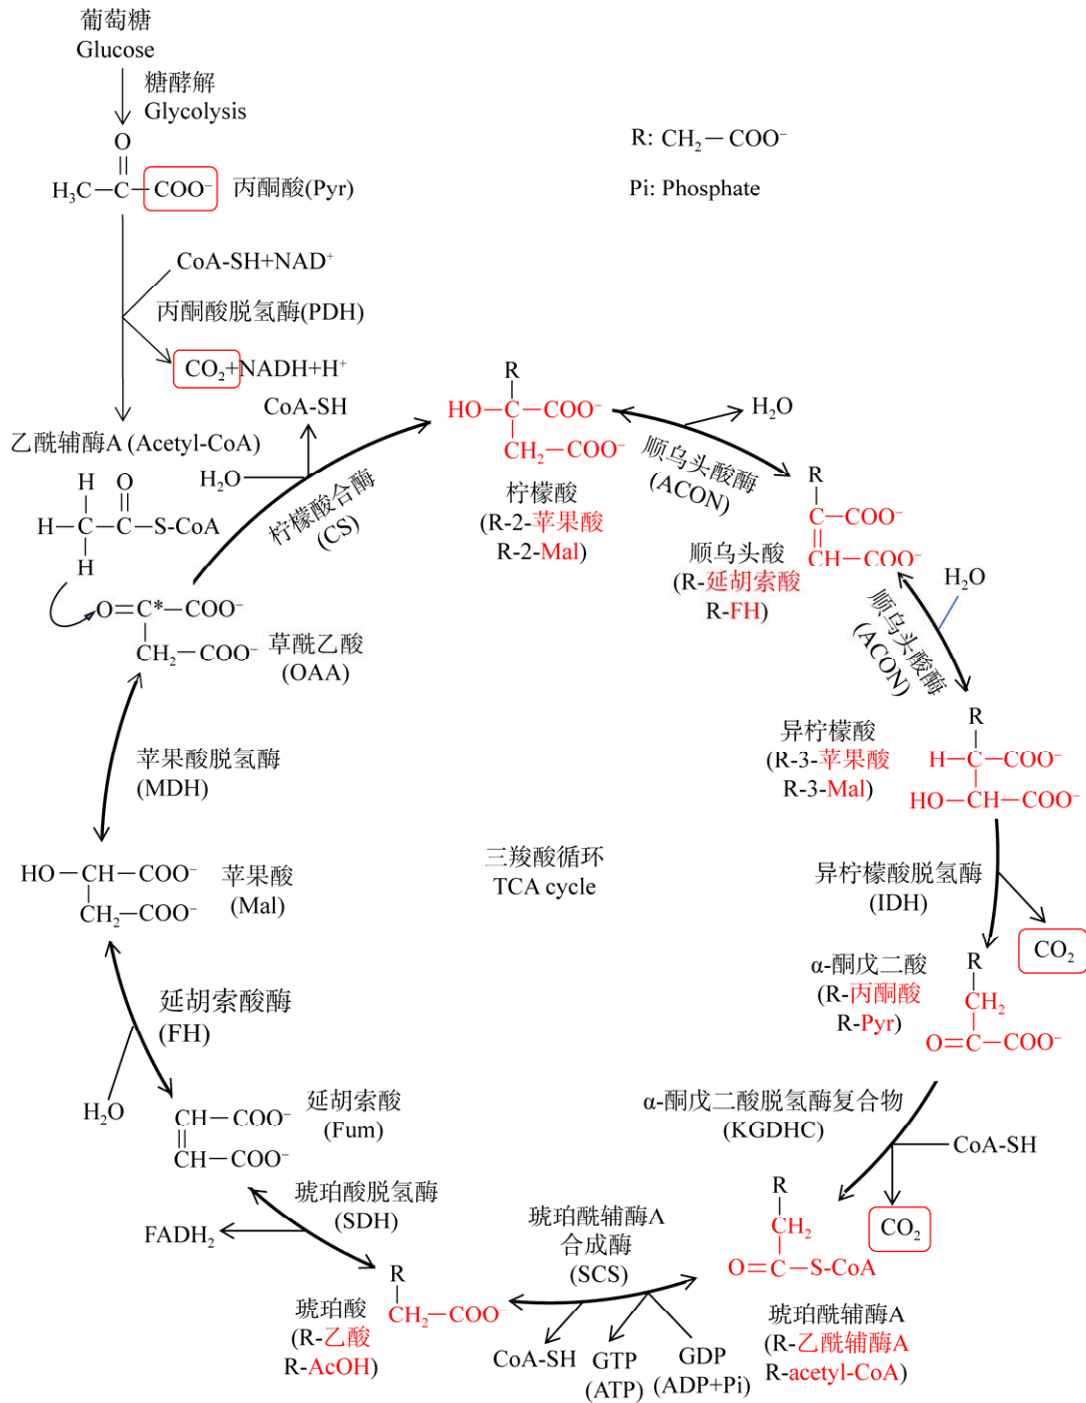 葡萄糖
Glucose
糖酵解
Glycolysis
O
H₃C—C—COO⁻
丙酮酸(Pyr)
R: CH₂—COO⁻
Pi: Phosphate
CoA-SH+NAD⁺
丙酮酸脱氢酶(PDH)
CO₂+NADH+H⁺
乙酰辅酶A (Acetyl-CoA)
H O
H—C—C—S-CoA
H
CoA-SH
H₂O
柠檬酸合酶
(CS)
O=C*—COO⁻
CH₂—COO⁻
草酰乙酸
(OAA)
R
HO—C—COO⁻
CH₂—COO⁻
柠檬酸
(R-2-苹果酸
R-2-Mal)
H₂O
顺乌头酸酶
(ACON)
R
C—COO⁻
CH—COO⁻
顺乌头酸
(R-延胡索酸
R-FH)
H₂O
顺乌头酸酶
(ACON)
R
H—C—COO⁻
HO—CH—COO⁻
异柠檬酸
(R-3-苹果酸
R-3-Mal)
异柠檬酸脱氢酶
(IDH)
CO₂
R
CH₂
O=C—COO⁻
α-酮戊二酸
(R-丙酮酸
R-Pyr)
α-酮戊二酸脱氢酶复合物
(KGDHC)
CoA-SH
CO₂
R
CH₂
O=C—S-CoA
琥珀酰辅酶A
(R-乙酰辅酶A
R-acetyl-CoA)
琥珀酰辅酶A
合成酶
(SCS)
CoA-SH
GTP
(ATP)
GDP
(ADP+Pi)
R
CH₂—COO⁻
琥珀酸
(R-乙酸
R-AcOH)
琥珀酸脱氢酶
(SDH)
FADH₂
CH—COO⁻
CH—COO⁻
延胡索酸
(Fum)
延胡索酸酶
(FH)
H₂O
HO—CH—COO⁻
CH₂—COO⁻
苹果酸
(Mal)
苹果酸脱氢酶
(MDH)
三羧酸循环
TCA cycle